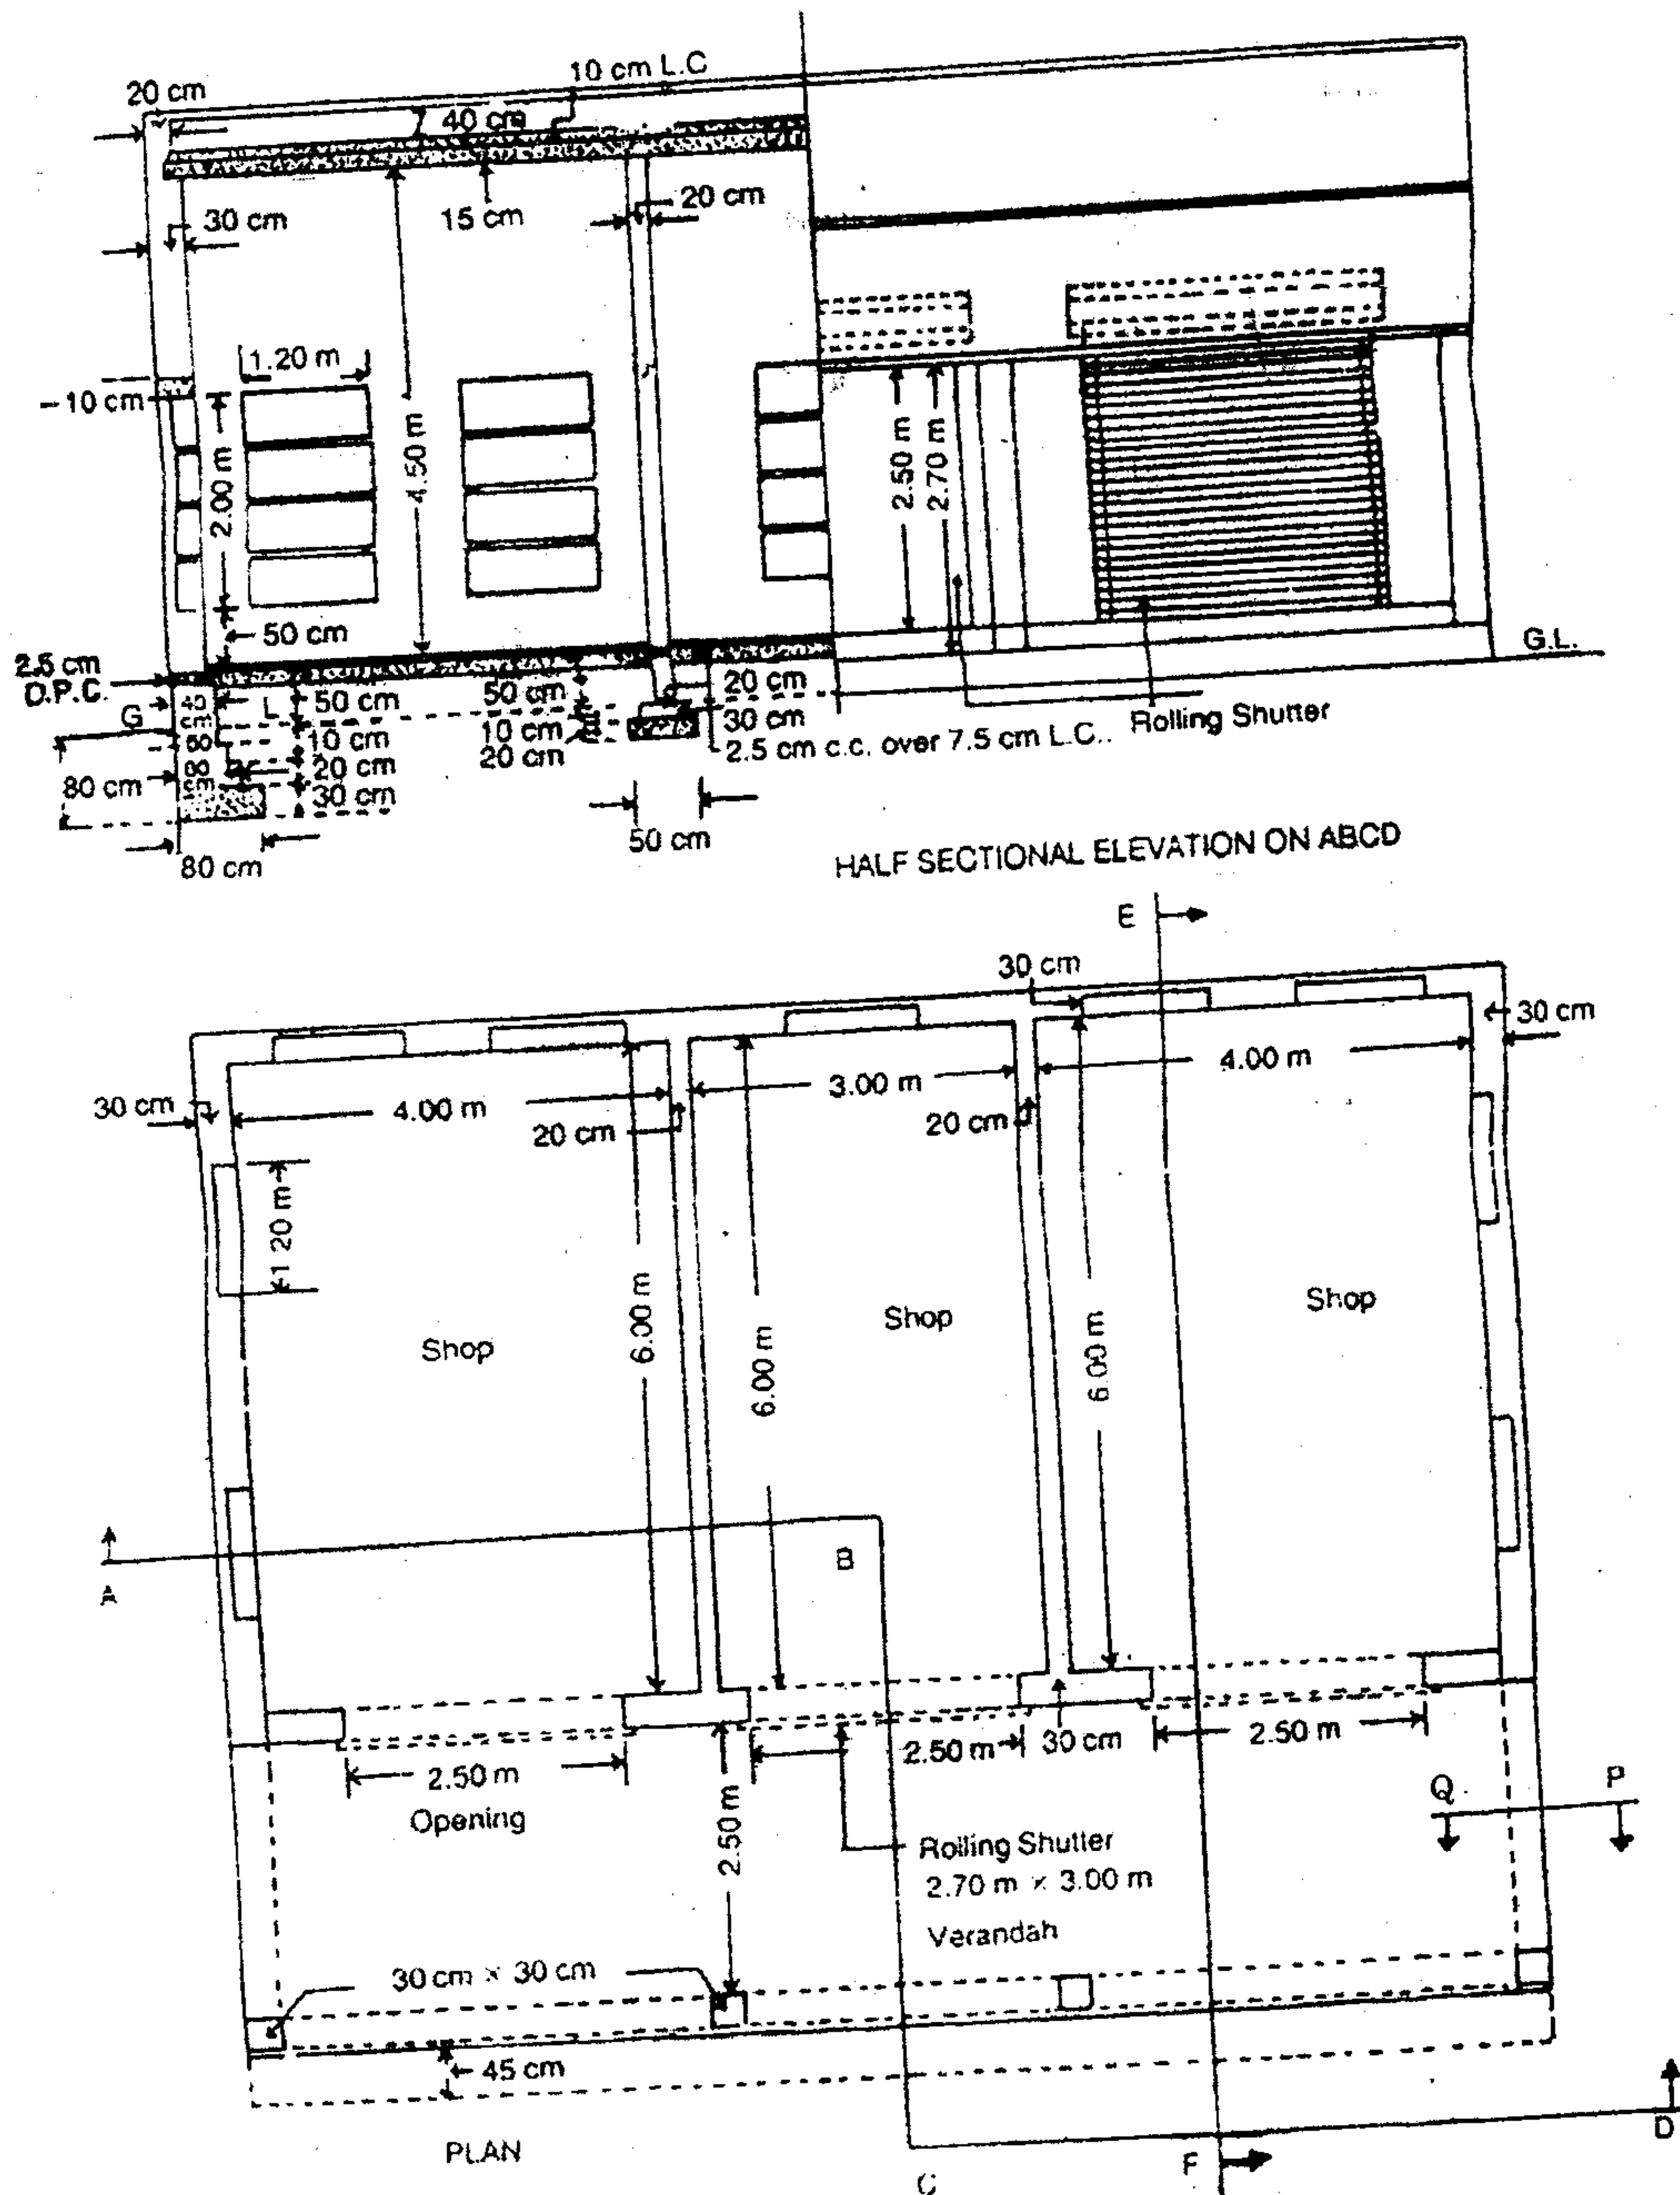 10 cm L.C
20 cm
40 cm
30 cm
15 cm
20 cm
1.20 m
10 cm
2.00 m
4.50 m
2.50 m
2.70 m
50 cm
2.5 cm
D.P.C.
G
40
cm
L
50 cm
50 cm
20 cm
G.L.
60
10 cm
10 cm
30 cm
Rolling Shutter
80 cm
cm
20 cm
20 cm
2.5 cm c.c. over 7.5 cm L.C..
30 cm
80 cm
50 cm
HALF SECTIONAL ELEVATION ON ABCD
E
30 cm
30 cm
30 cm
4.00 m
3.00 m
4.00 m
20 cm
20 cm
1 20 m
6.00 m
6.00 m
6.00 m
Shop
Shop
Shop
A
B
2.50 m
2.50 m
30 cm
2.50 m
Opening
2.50 m
Q
P
Rolling Shutter
2.70 m × 3.00 m
Verandah
30 cm × 30 cm
45 cm
PLAN
C
F
D